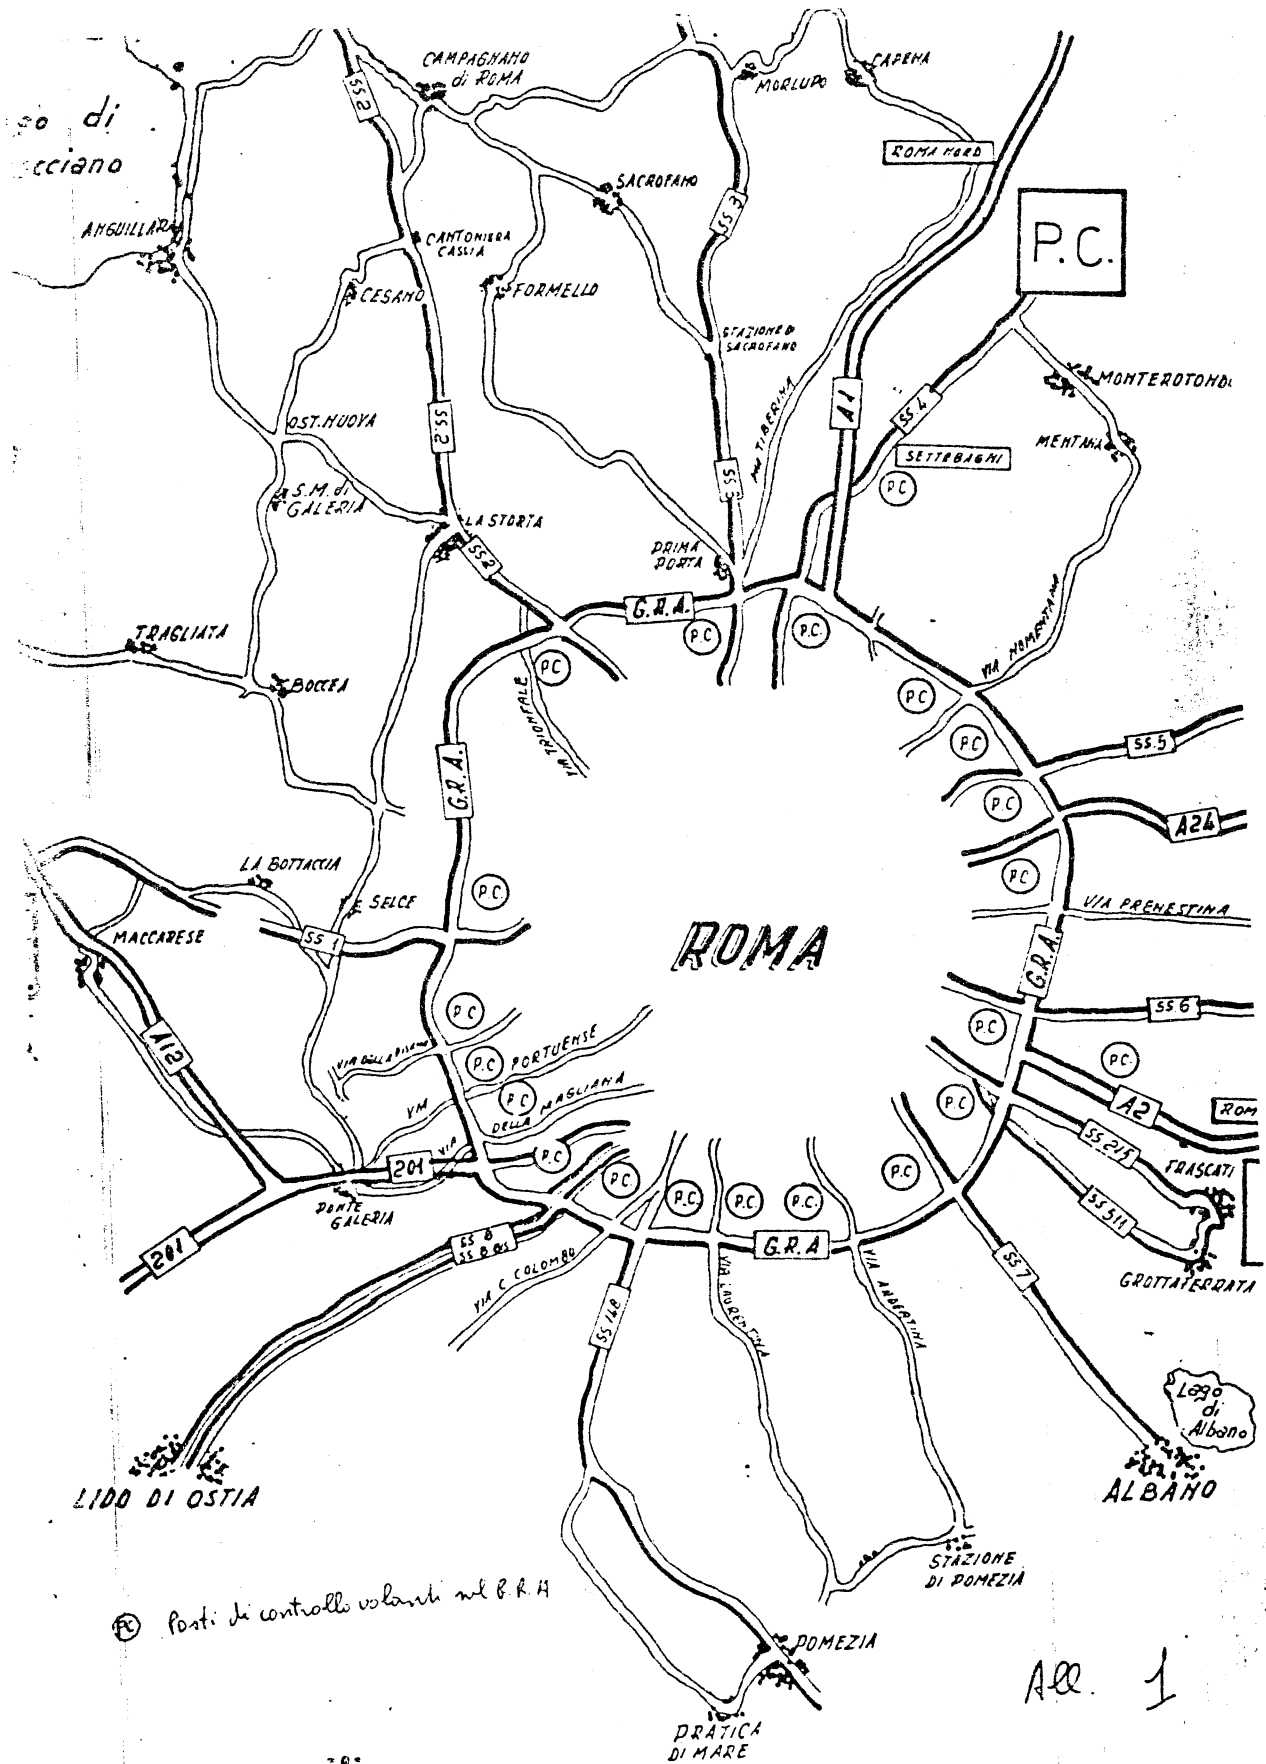 CAMPAGNANO
di ROMA
MORLUPO
CAPENA
SS 2
di
cciano
ROMA NORD
SACROFANO
SS.3
P.C.
ANGUILLARA
CANTONIERA
CASSIA
CESANO
FORMELLO
STAZIONE DI
SACROFANO
MONTEROTONDO
A1
SS.4
VIA TIBERINA
OST. NUOVA
SS.2
MENTANA
SETTEBAGNI
P.C
S.M. di
GALERIA
SS
LA STORTA
SS2
PRIMA
PORTA
G.R.A.
P.C
P.C.
TRAGLIATA
P.C
VIA NOMENTANA
BOCCEA
P.C
VIA TRIONFALE
P.C
SS.5
G.R.A.
P.C
A24
LA BOTTACCIA
P.C.
P.C
SELCE
VIA PRENESTINA
MACCARESE
SS 1
ROMA
G.R.A.
P.C
SS 6
P.C
A12
VIA DELLA PISANA
P.C
PORTUENSE
P.C.
P.C
P.C
A2
ROM
VIA
DELLA MAGLIANA
VIA
SS 215
201
P.C
P.C
FRASCATI
P.C
P.C.
P.C.
P.C.
SS 511
PONTE
GALERIA
201
SS 8
SS 8 BIS
G.R.A
VIA C. COLOMBO
SS 7
GROTTAFERRATA
VIA LAURENTINA
VIA ARDEATINA
SS 148
Lago
di
Albano
LIDO DI OSTIA
ALBANO
STAZIONE
DI POMEZIA
PC Posti di controllo volanti sul G.R.A
POMEZIA
All. 1
PRATICA
DI MARE